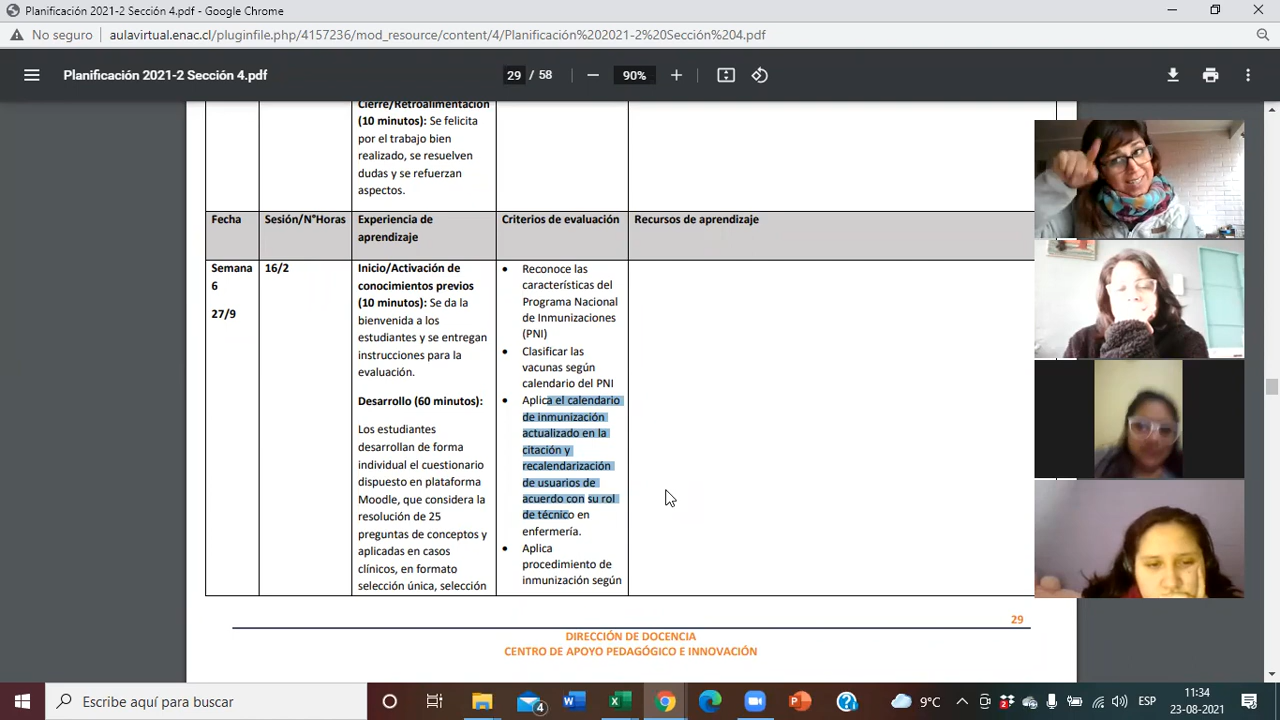 Planificación 2021-2 Sección 4.pdf - Google Chrome
No seguro
aulavirtual.enac.cl/pluginfile.php/4157236/mod_resource/content/4/Planificación%202021-2%20Sección%204.pdf
Planificación 2021-2 Sección 4.pdf
29 / 58
90%
Cierre/Retroalimentación
(10 minutos): Se felicita
por el trabajo bien
realizado, se resuelven
dudas y se refuerzan
aspectos.
Fecha
Sesión/N°Horas
Experiencia de
aprendizaje
Criterios de evaluación
Recursos de aprendizaje
Semana
6
27/9
16/2
Inicio/Activación de
conocimientos previos
(10 minutos): Se da la
bienvenida a los
estudiantes y se entregan
instrucciones para la
evaluación.
Desarrollo (60 minutos):
Los estudiantes
desarrollan de forma
individual el cuestionario
dispuesto en plataforma
Moodle, que considera la
resolución de 25
preguntas de conceptos y
aplicadas en casos
clínicos, en formato
selección única, selección
• Reconoce las
características del
Programa Nacional
de Inmunizaciones
(PNI)
• Clasificar las
vacunas según
calendario del PNI
• Aplica el calendario
de inmunización
actualizado en la
citación y
recalendarización
de usuarios de
acuerdo con su rol
de técnico en
enfermería.
• Aplica
procedimiento de
inmunización según
29
DIRECCIÓN DE DOCENCIA
CENTRO DE APOYO PEDAGÓGICO E INNOVACIÓN
Escribe aquí para buscar
4
9°C
2
ESP
11:34
23-08-2021